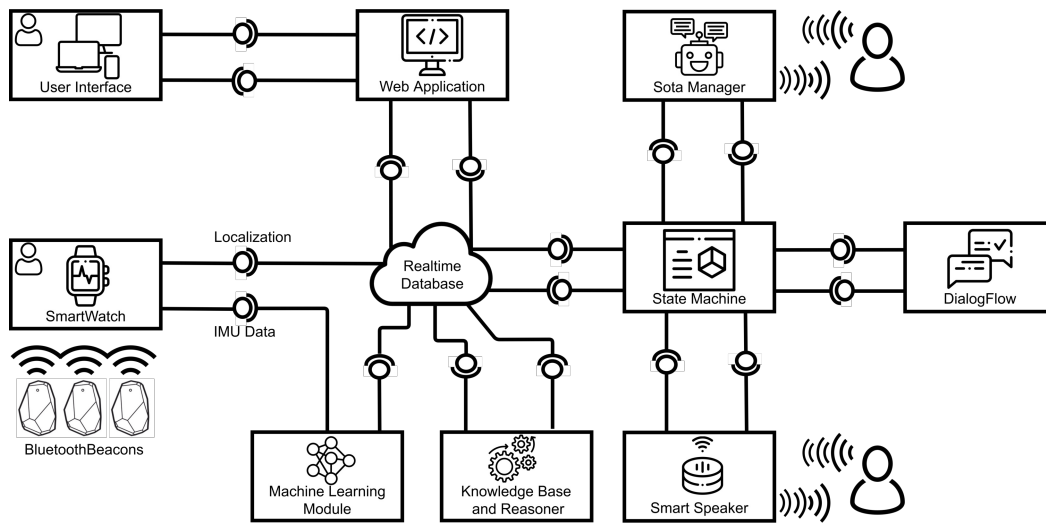 User Interface
</>
Web Application
Sota Manager
Localization
Realtime
Database
SmartWatch
State Machine
DialogFlow
IMU Data
BluetoothBeacons
Machine Learning
Module
Knowledge Base
and Reasoner
Smart Speaker